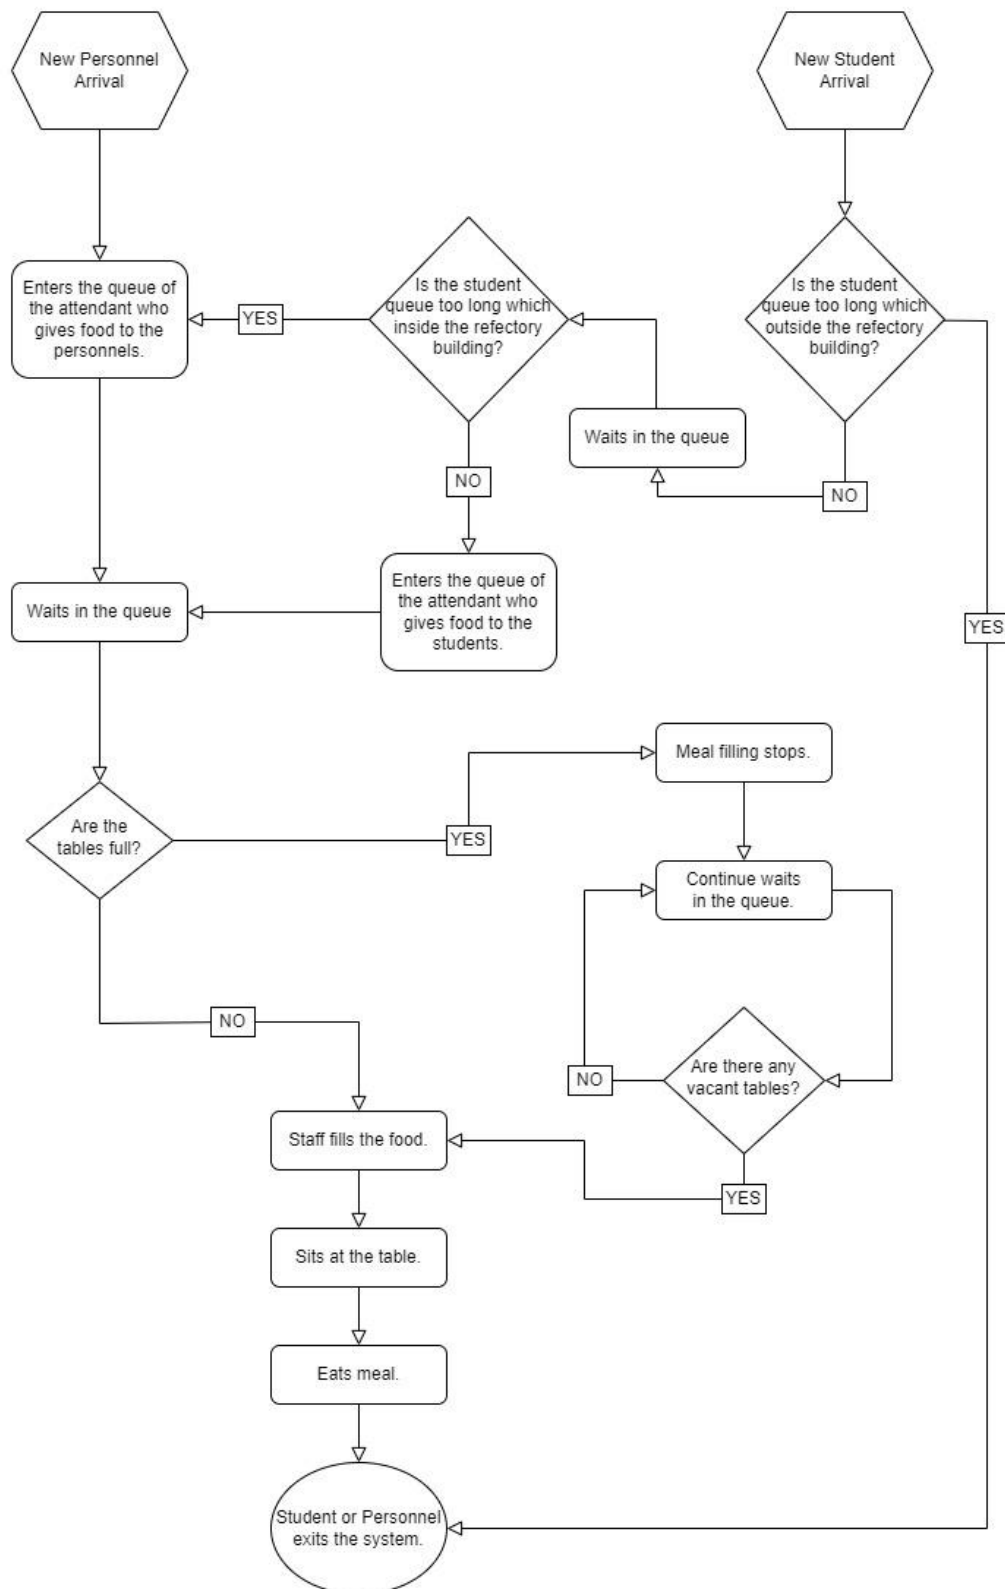 New Personnel
Arrival
New Student
Arrival
Enters the queue of
the attendant who
gives food to the
personnels.
YES
Is the student
queue too long which
inside the refectory
building?
Is the student
queue too long which
outside the refectory
building?
Waits in the queue
NO
NO
Enters the queue of
the attendant who
gives food to the
students.
Waits in the queue
YES
Meal filling stops.
Are the
tables full?
YES
Continue waits
in the queue.
NO
Are there any
vacant tables?
NO
Staff fills the food.
YES
Sits at the table.
Eats meal.
Student or Personnel
exits the system.